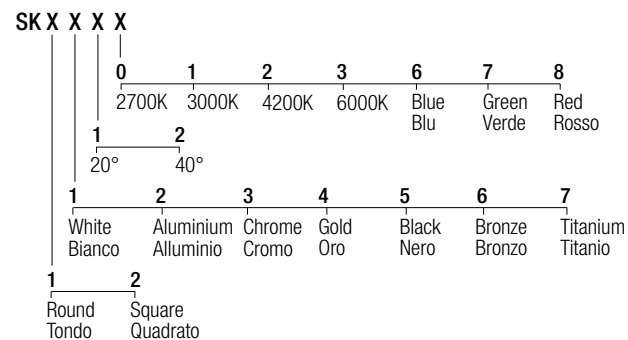 SK X X X X
0 1 2 3 6 7 8
2700K 3000K 4200K 6000K Blue Green Red
Blu Verde Rosso
1 2
20° 40°
1 2 3 4 5 6 7
White Aluminium Chrome Gold Black Bronze Titanium
Bianco Alluminio Cromo Oro Nero Bronzo Titanio
1 2
Round Square
Tondo Quadrato